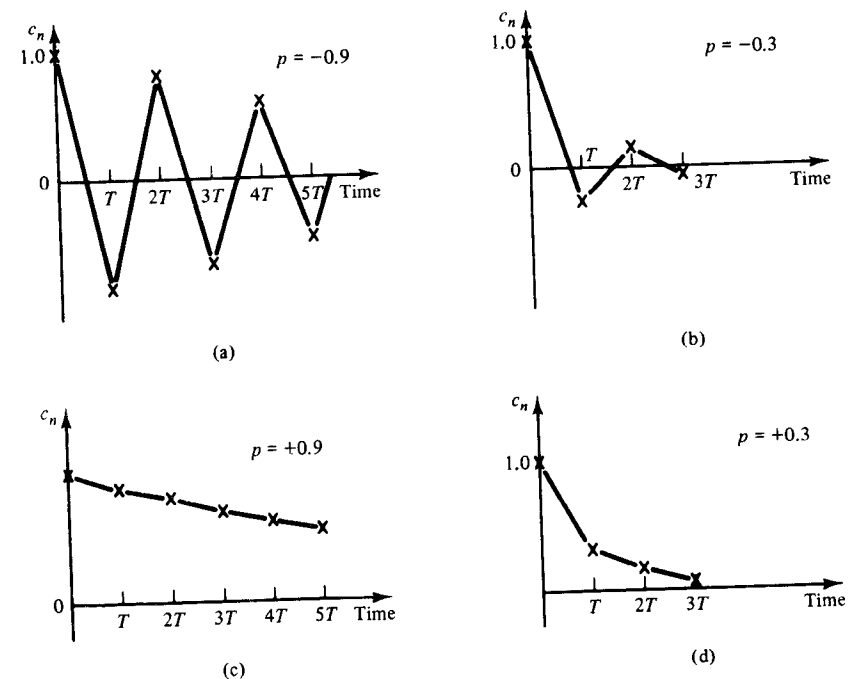 c_n
1.0
p = −0.9
0
T
2T
3T
4T
5T
Time
(a)
c_n
1.0
p = −0.3
0
T
2T
3T
Time
(b)
c_n
p = +0.9
0
T
2T
3T
4T
5T
Time
(c)
c_n
1.0
p = +0.3
T
2T
3T
Time
(d)